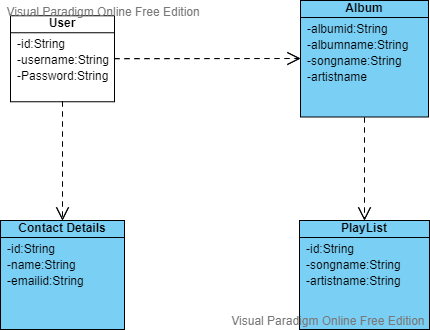 Visual Paradigm Online Free Edition
User
-id:String
-username:String
-Password:String
Album
-albumid:String
-albumname:String
-songname:String
-artistname
Contact Details
-id:String
-name:String
-emailid:String
PlayList
-id:String
-songname:String
-artistname:String
Visual Paradigm Online Free Edition